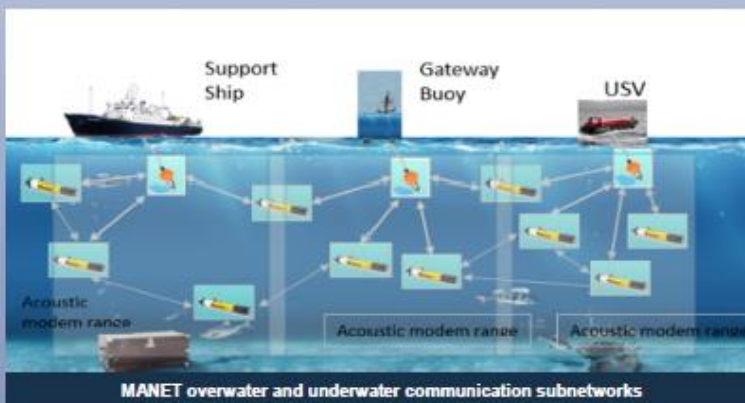 Support
Ship
Gateway
Buoy
USV
Acoustic
modem range
Acoustic modem range
Acoustic modem range
MANET overwater and underwater communication subnetworks